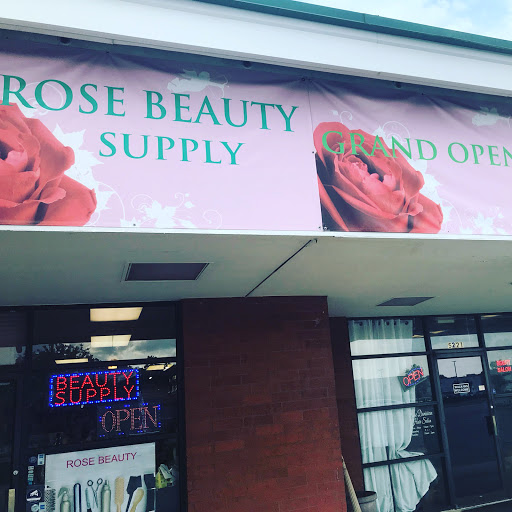 ROSE BEAUTY
SUPPLY
GRAND OPEN
BEAUTY
SUPPLY
OPEN
ROSE BEAUTY
OPEN